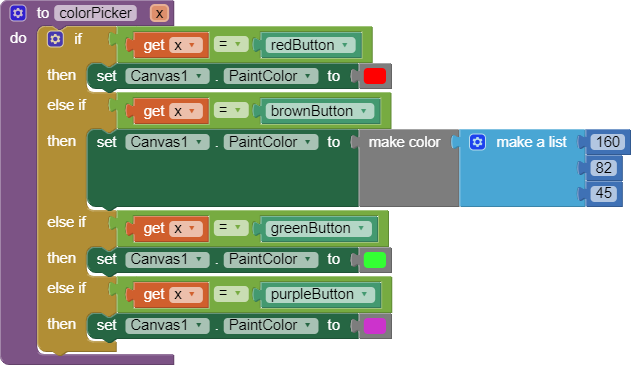 to colorPicker x
do if get x = redButton
then set Canvas1 . PaintColor to
else if get x = brownButton
then set Canvas1 . PaintColor to make color make a list 160
82
45
else if get x = greenButton
then set Canvas1 . PaintColor to
else if get x = purpleButton
then set Canvas1 . PaintColor to